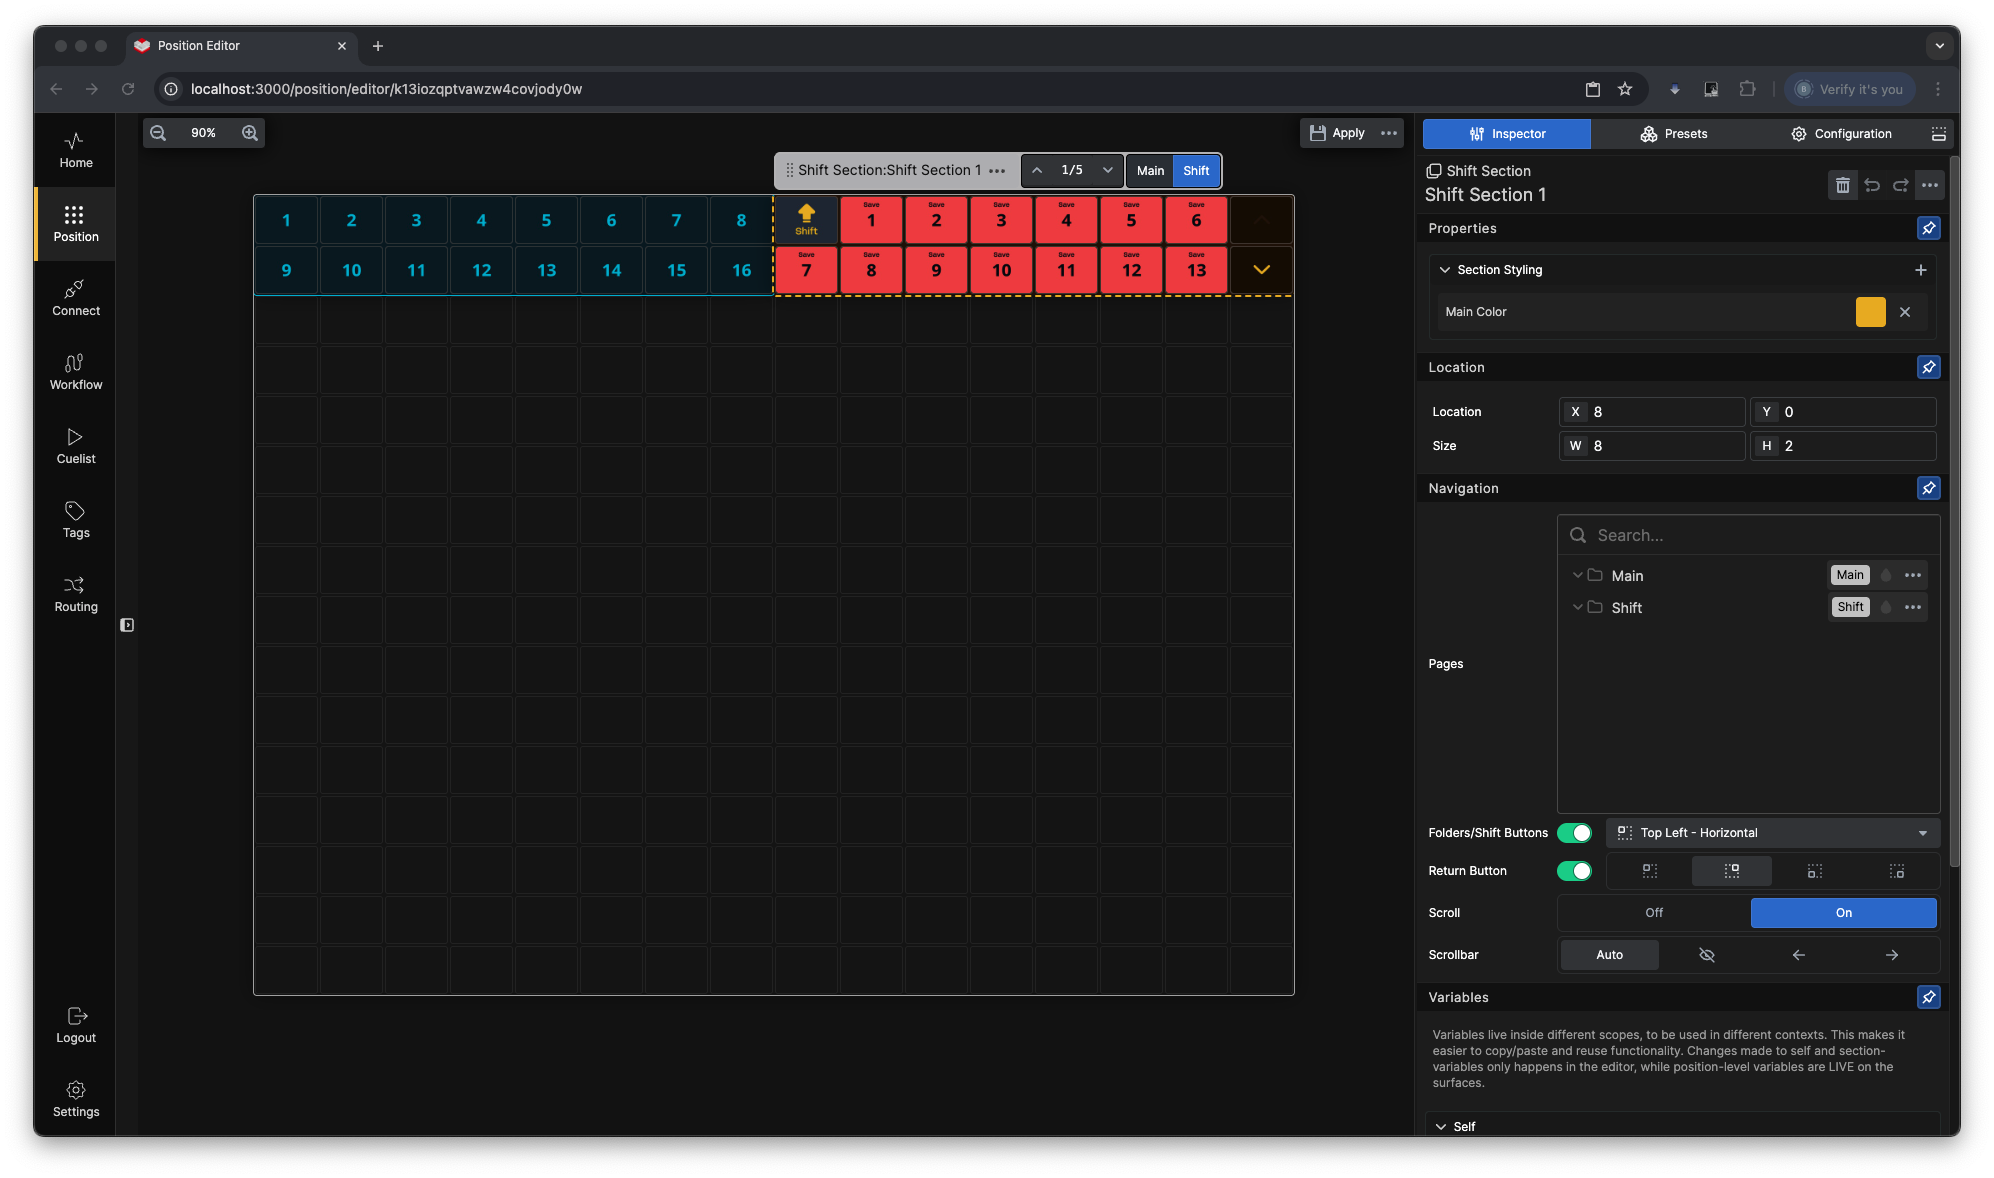 Position Editor
localhost:3000/position/editor/k13iozqptvawzw4covjody0w
Verify it's you
Home
Position
Connect
Workflow
Cuelist
Tags
Routing
Logout
Settings
90%
Apply
Shift Section:Shift Section 1
1/5
Main
Shift
1 2 3 4 5 6 7 8
Shift
Save Save Save Save Save Save
1 2 3 4 5 6
9 10 11 12 13 14 15 16
Save Save Save Save Save Save Save
7 8 9 10 11 12 13
Inspector
Presets
Configuration
Shift Section
Shift Section 1
Properties
Section Styling
Main Color
Location
Location X 8 Y 0
Size W 8 H 2
Navigation
Search...
Main Main
Shift Shift
Pages
Folders/Shift Buttons Top Left - Horizontal
Return Button
Scroll Off On
Scrollbar Auto
Variables
Variables live inside different scopes, to be used in different contexts. This makes it
easier to copy/paste and reuse functionality. Changes made to self and section-
variables only happens in the editor, while position-level variables are LIVE on the
surfaces.
Self